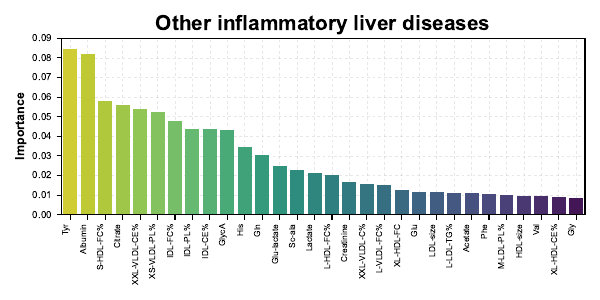 Other inflammatory liver diseases
Importance
0.09
0.08
0.07
0.06
0.05
0.04
0.03
0.02
0.01
0.00
Tyr
Albumin
S-HDL-FC%
Citrate
XXL-VLDL-CE%
XS-VLDL-PL%
IDL-FC%
IDL-PL%
IDL-CE%
GlycA
His
Gln
Glu-lactate
Sc-ala
Lactate
L-HDL-FC%
Creatinine
XXL-VLDL-C%
L-VLDL-FC%
XL-HDL-FC
Glu
LDL-size
L-LDL-TG%
Acetate
Phe
M-LDL-PL%
HDL-size
Val
XL-HDL-CE%
Gly